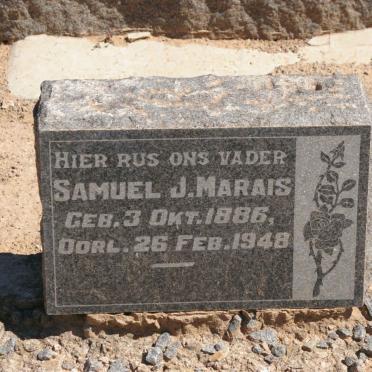 HIER RUS ONS VADER
SAMUEL J. MARAIS
GEB. 3 OKT. 1886,
OORL. 26 FEB. 1948